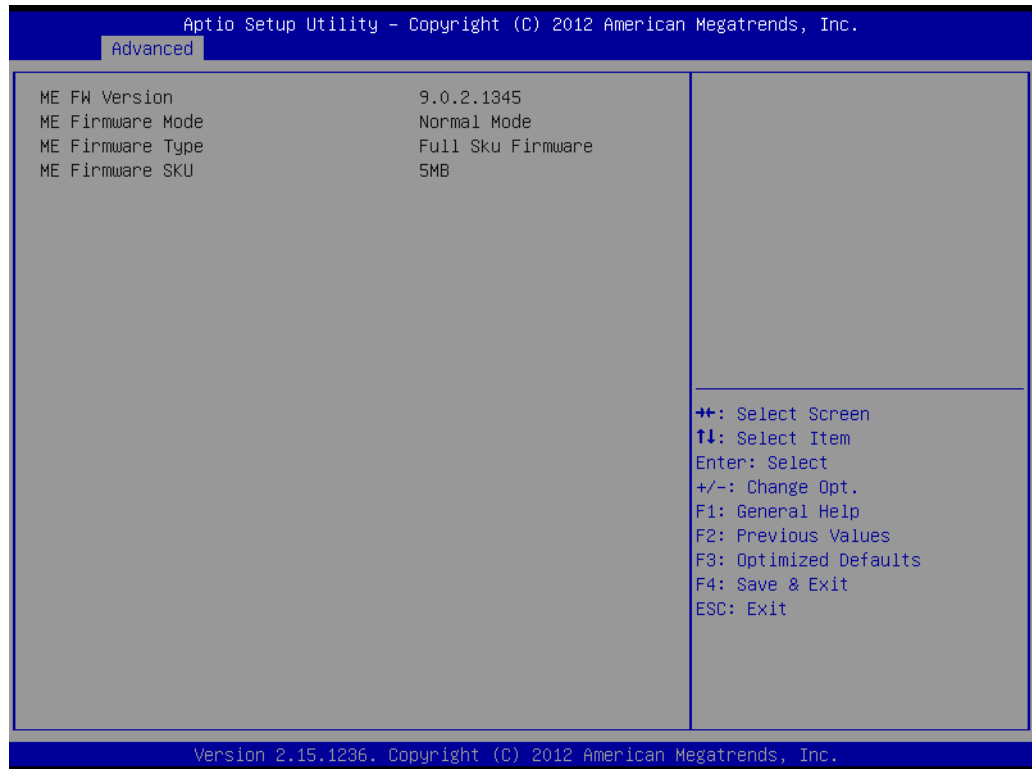 Aptio Setup Utility – Copyright (C) 2012 American Megatrends, Inc.
Advanced
ME FW Version 9.0.2.1345
ME Firmware Mode Normal Mode
ME Firmware Type Full Sku Firmware
ME Firmware SKU 5MB
→←: Select Screen
↑↓: Select Item
Enter: Select
+/-: Change Opt.
F1: General Help
F2: Previous Values
F3: Optimized Defaults
F4: Save & Exit
ESC: Exit
Version 2.15.1236. Copyright (C) 2012 American Megatrends, Inc.